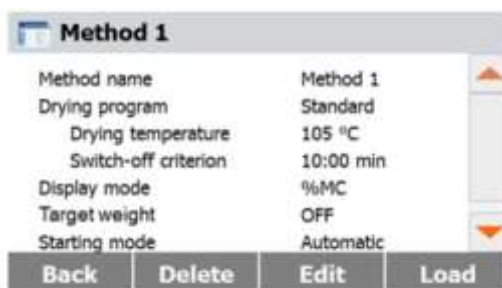 Method 1
Method name Method 1
Drying program Standard
Drying temperature 105 °C
Switch-off criterion 10:00 min
Display mode %MC
Target weight OFF
Starting mode Automatic
Back Delete Edit Load